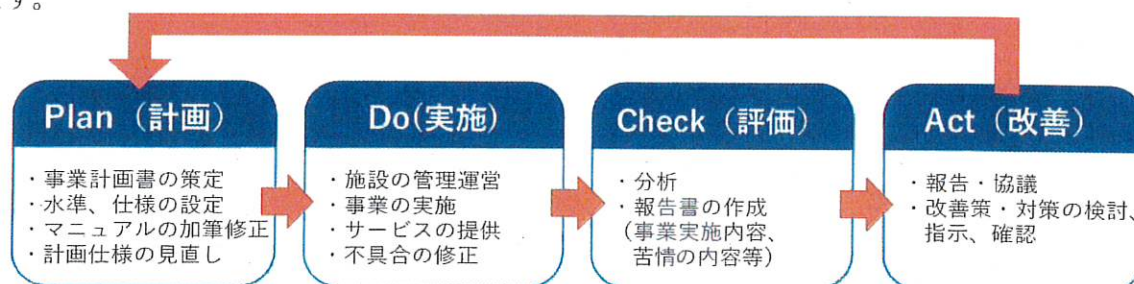 す。
Plan（計画）
・事業計画書の策定
・水準、仕様の設定
・マニュアルの加筆修正
・計画仕様の見直し
Do(実施)
・施設の管理運営
・事業の実施
・サービスの提供
・不具合の修正
Check（評価）
・分析
・報告書の作成
（事業実施内容、
苦情の内容等）
Act（改善）
・報告・協議
・改善策・対策の検討、
指示、確認